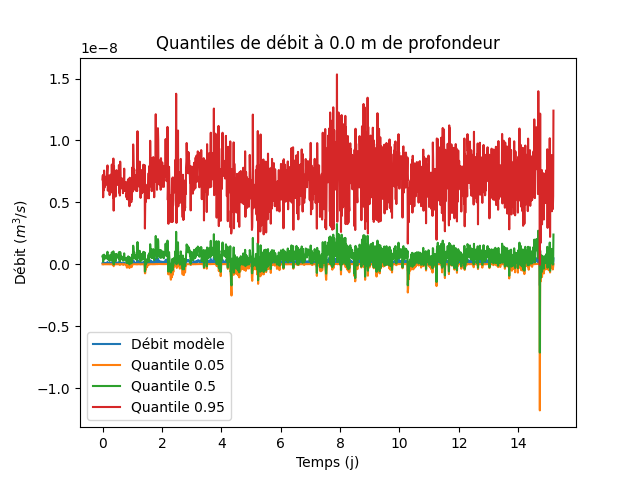 Quantiles de débit à 0.0 m de profondeur
1e−8
1.5
1.0
0.5
0.0
−0.5
−1.0
Débit (m³/s)
Débit modèle
Quantile 0.05
Quantile 0.5
Quantile 0.95
0 2 4 6 8 10 12 14
Temps (j)